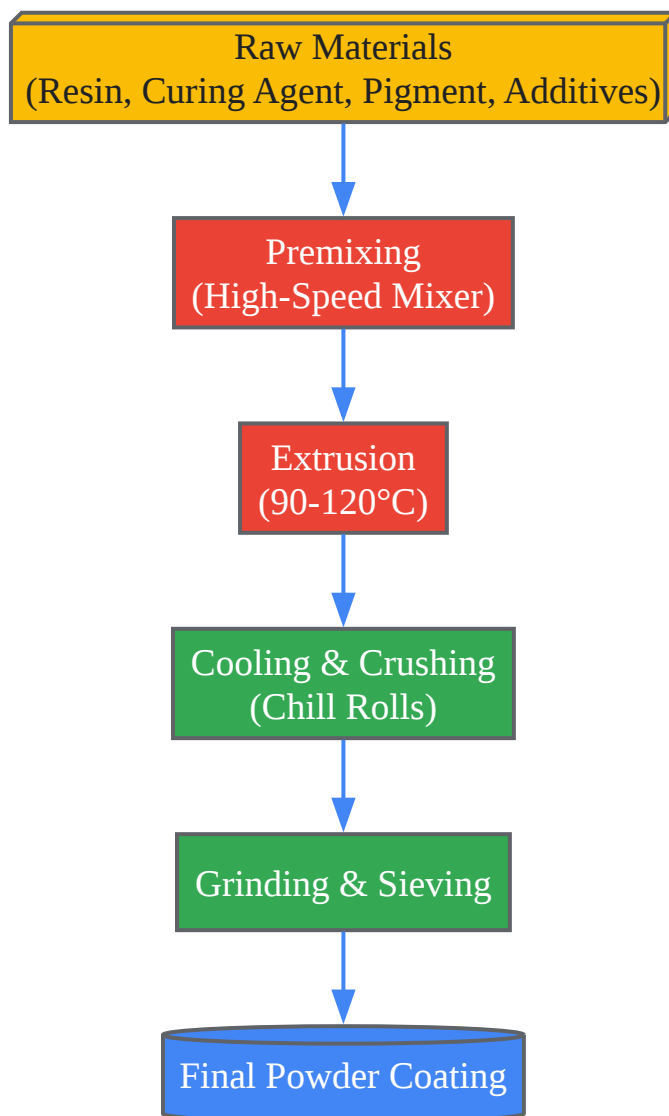 Raw Materials
(Resin, Curing Agent, Pigment, Additives)
Premixing
(High-Speed Mixer)
Extrusion
(90-120°C)
Cooling & Crushing
(Chill Rolls)
Grinding & Sieving
Final Powder Coating